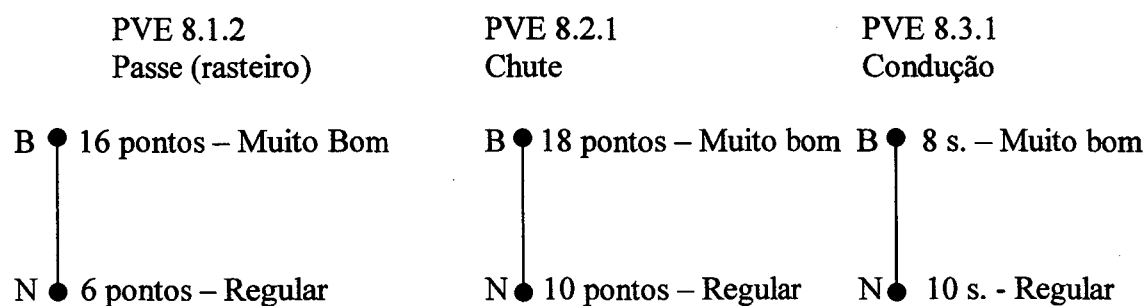 PVE 8.1.2
Passe (rasteiro)
PVE 8.2.1
Chute
PVE 8.3.1
Condução
B 16 pontos – Muito Bom
B 18 pontos – Muito bom
B 8 s. – Muito bom
N 6 pontos – Regular
N 10 pontos – Regular
N 10 s. - Regular